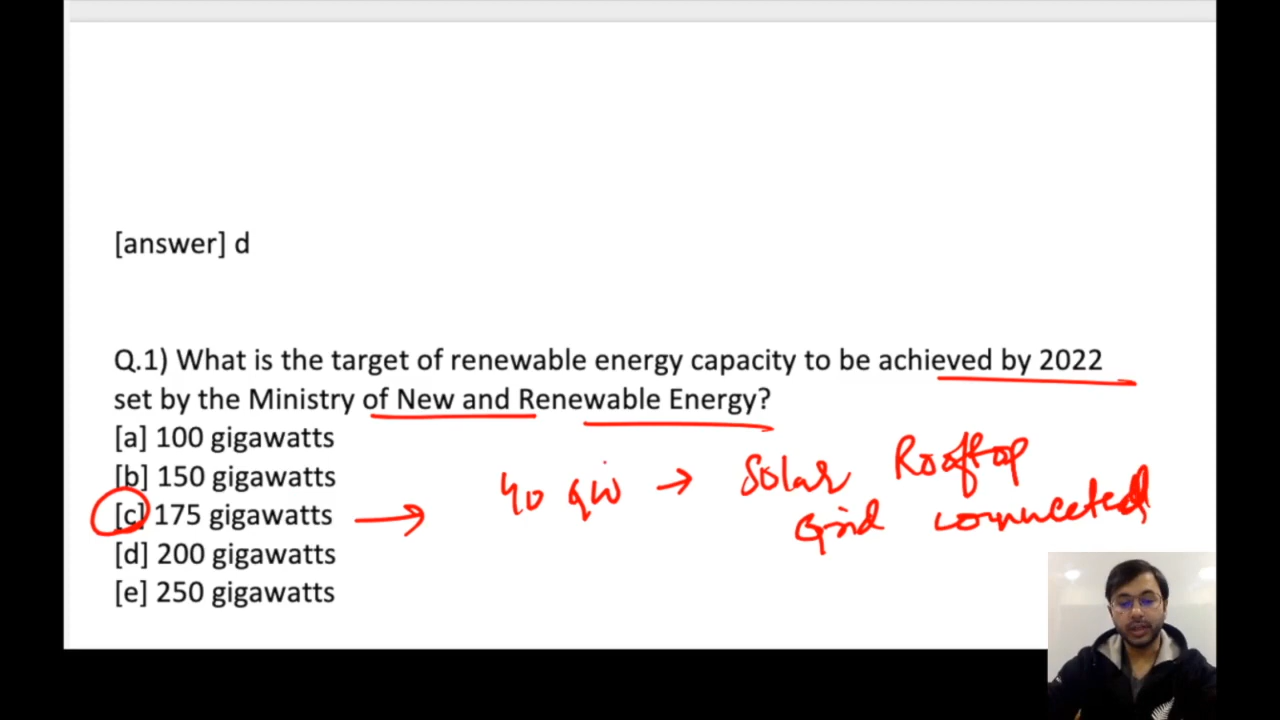 [answer] d
Q.1) What is the target of renewable energy capacity to be achieved by 2022
set by the Ministry of New and Renewable Energy?
[a] 100 gigawatts
[b] 150 gigawatts
[c] 175 gigawatts
[d] 200 gigawatts
[e] 250 gigawatts
40 gw → Solar Rooftop
Grid connected